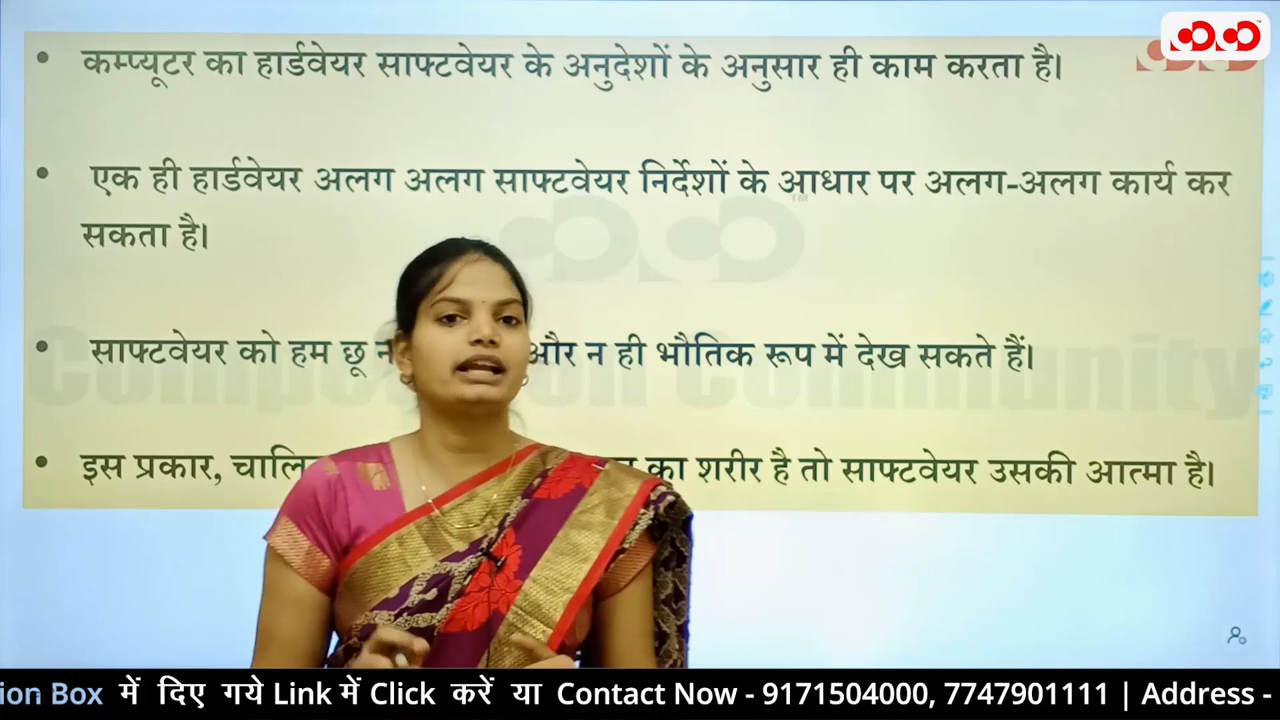 • कम्प्यूटर का हार्डवेयर साफ्टवेयर के अनुदेशों के अनुसार ही काम करता है।
• एक ही हार्डवेयर अलग अलग साफ्टवेयर निर्देशों के आधार पर अलग-अलग कार्य कर
सकता है।
• साफ्टवेयर को हम छू और न ही भौतिक रूप में देख सकते हैं।
• इस प्रकार, का शरीर है तो साफ्टवेयर उसकी आत्मा है।
Community
Box में दिए गये Link में Click करें या Contact Now - 9171504000, 7747901111 | Address -